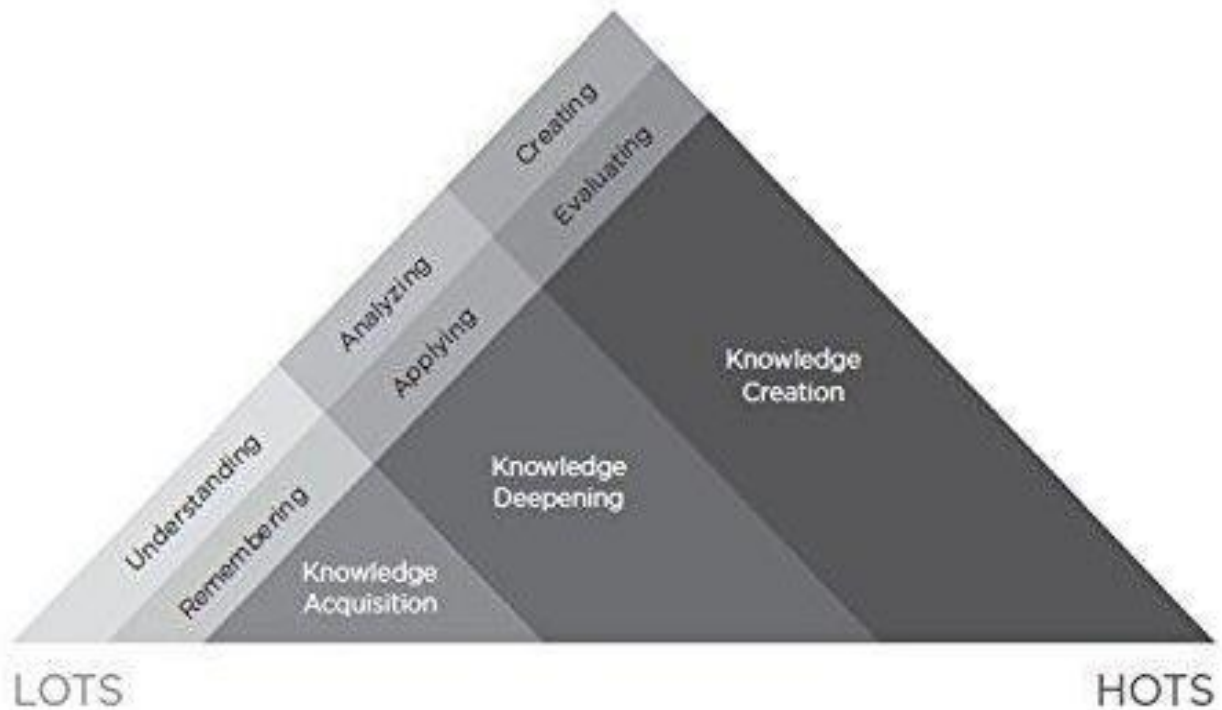 Creating
Evaluating
Analyzing
Applying
Understanding
Remembering
Knowledge
Creation
Knowledge
Deepening
Knowledge
Acquisition
LOTS
HOTS